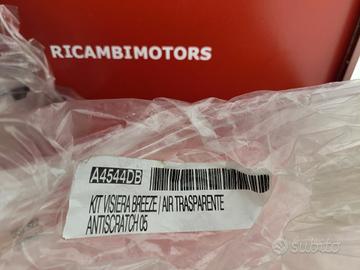 RICAMBIMOTORS
A4544DB
KIT VISIERA BREEZE / AIR TRASPARENTE
ANTISCRATCH 05
subito